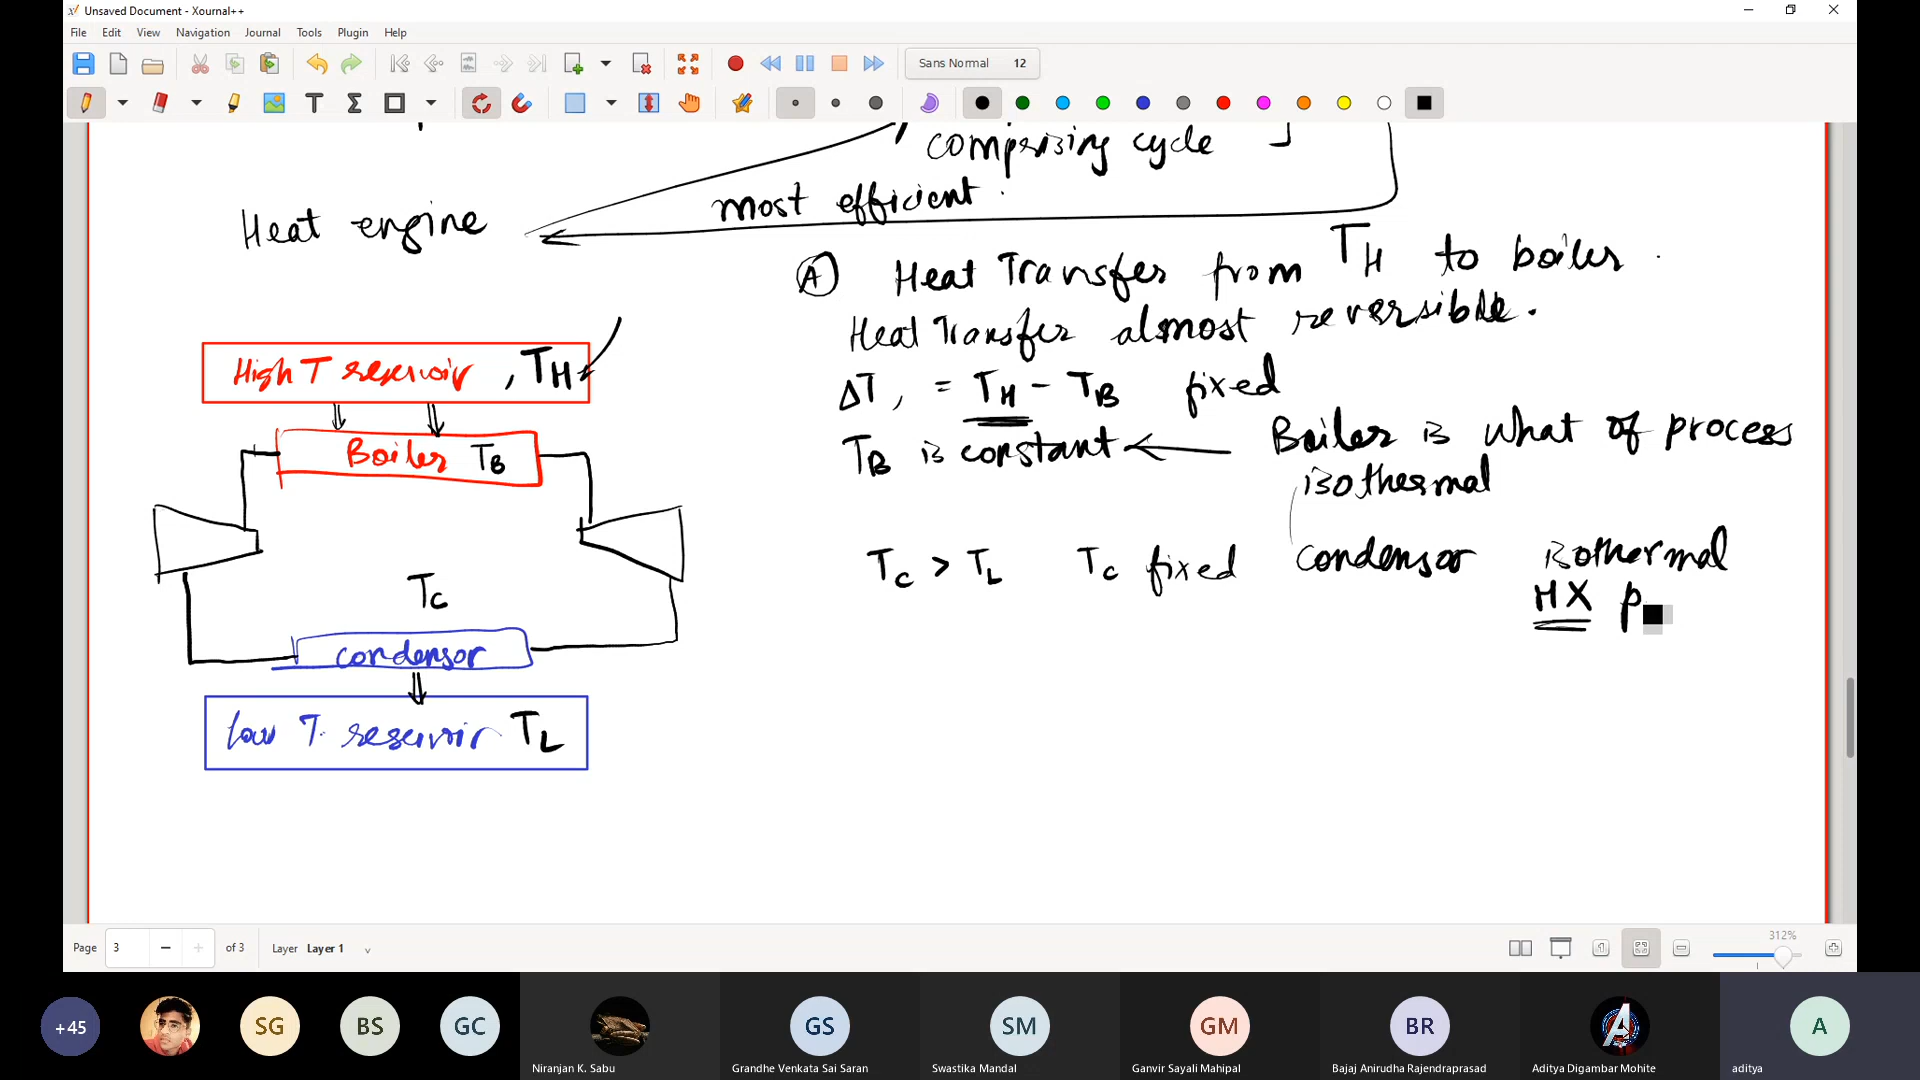 Unsaved Document - Xournal++
File Edit View Navigation Journal Tools Plugin Help
Sans Normal 12
comprising cycle
most efficient.
Heat engine
(A) Heat Transfer from TH to boiler.
Heat Transfer almost reversible.
High T reservoir, TH
ΔT, = TH - TB fixed
Boiler TB
TB is constant ← Boiler is what of process
isothermal
TC > TL TC fixed condensor isothermal
TC
HX p
condensor
low T. reservoir TL
Page 3 of 3 Layer Layer 1
312%
+45
SG
BS
GC
GS
SM
GM
BR
A
Niranjan K. Sabu
Grandhe Venkata Sai Saran
Swastika Mandal
Ganvir Sayali Mahipal
Bajaj Anirudha Rajendraprasad
Aditya Digambar Mohite
aditya